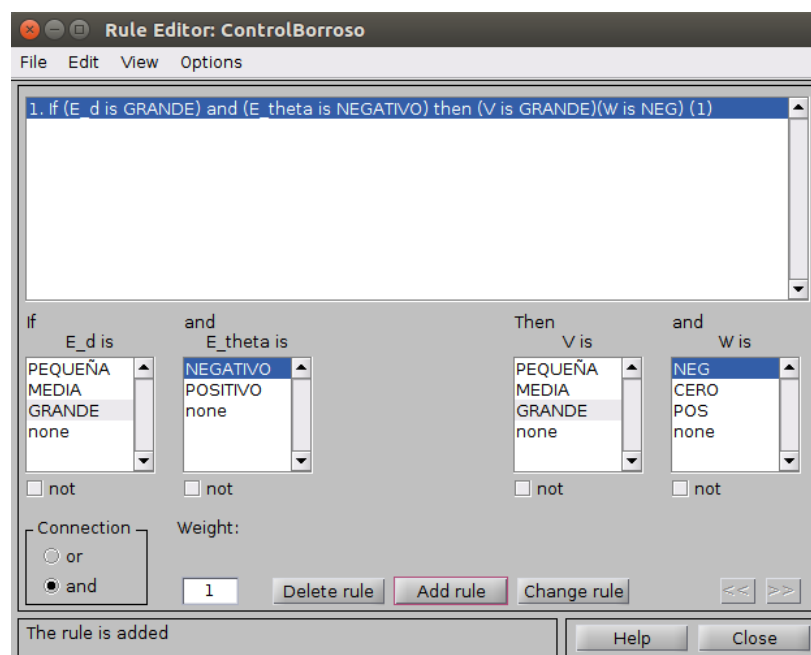 Rule Editor: ControlBorroso
File Edit View Options
1. If (E_d is GRANDE) and (E_theta is NEGATIVO) then (V is GRANDE)(W is NEG) (1)
If and Then and
E_d is E_theta is V is W is
PEQUEÑA NEGATIVO PEQUEÑA NEG
MEDIA POSITIVO MEDIA CERO
GRANDE none GRANDE POS
none none none
not not not not
Connection Weight:
or
and 1 Delete rule Add rule Change rule << >>
The rule is added Help Close